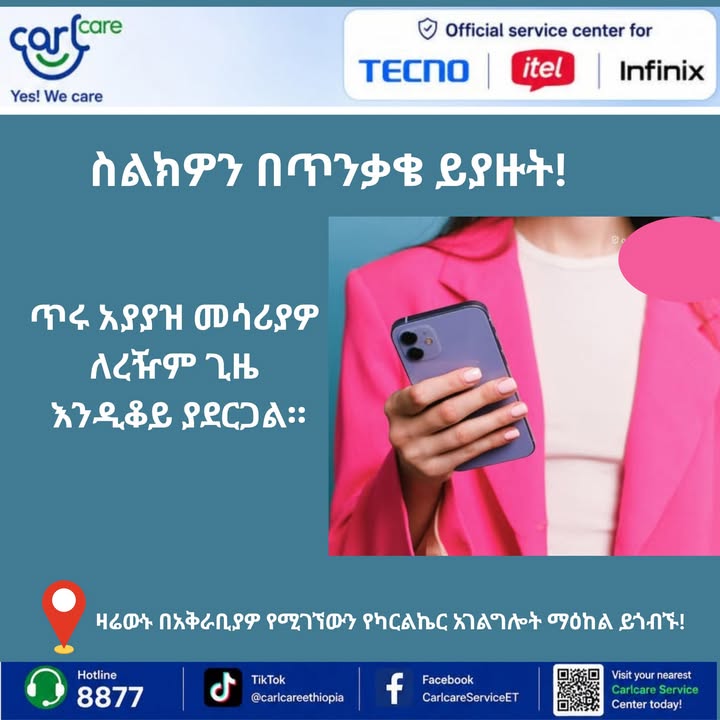 carlcare
Yes! We care
Official service center for
TECNO
itel
Infinix
ስልክዎን በጥንቃቄ ይያዙት!
ጥሩ አያያዝ መሳሪያዎ
ለረዥም ጊዜ
እንዲቆይ ያደርጋል።
ዛሬውኑ በአቅራቢያዎ የሚገኘውን የካርልኬር አገልግሎት ማዕከል ይጎብኙ!
Hotline
8877
TikTok
@carlcareethiopia
Facebook
CarlcareServiceET
Visit your nearest
Carlcare Service
Center today!